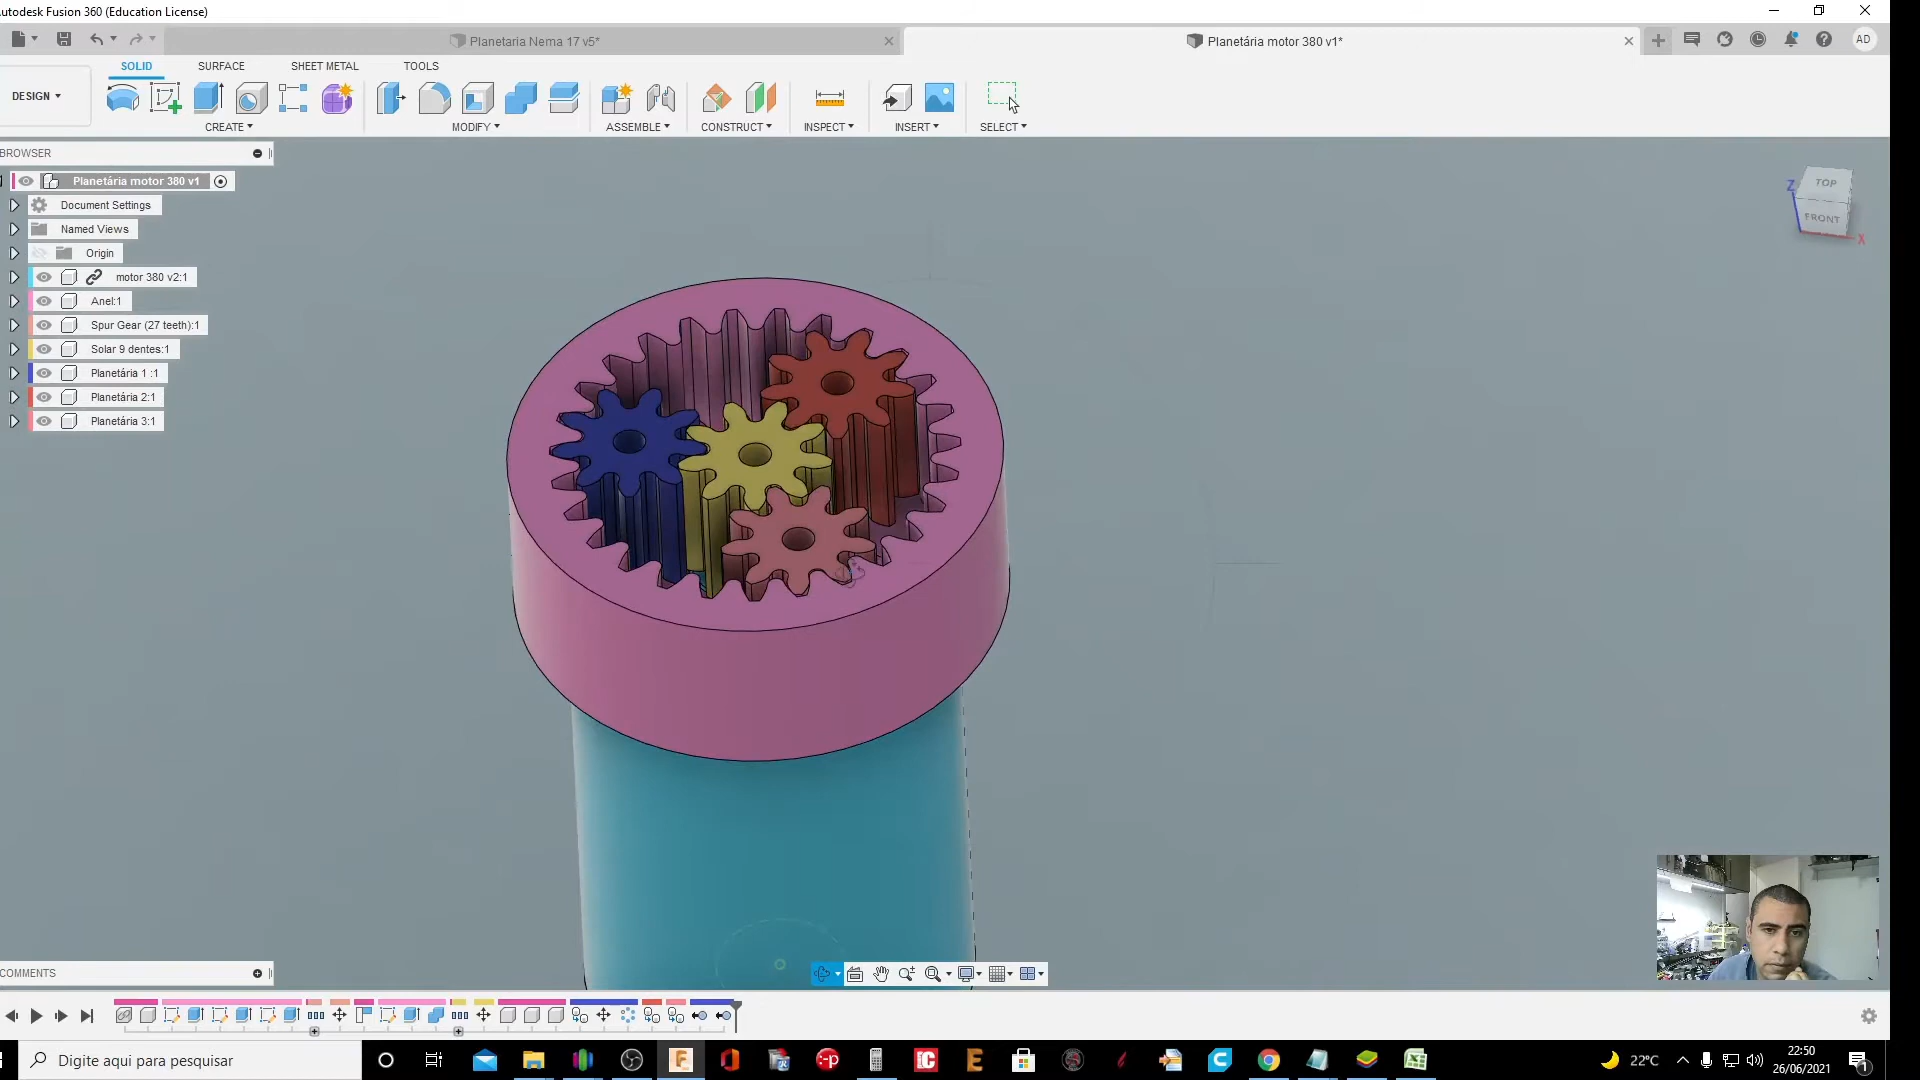 Autodesk Fusion 360 (Education License)
Planetaria Nema 17 v5*
Planetária motor 380 v1*
AD
SOLID
SURFACE
SHEET METAL
TOOLS
DESIGN
CREATE
MODIFY
ASSEMBLE
CONSTRUCT
INSPECT
INSERT
SELECT
BROWSER
Planetária motor 380 v1
Document Settings
Named Views
Origin
motor 380 v2:1
Anel:1
Spur Gear (27 teeth):1
Solar 9 dentes:1
Planetária 1 :1
Planetária 2:1
Planetária 3:1
Z
TOP
FRONT
X
COMMENTS
Digite aqui para pesquisar
22°C
22:50
26/06/2021
1